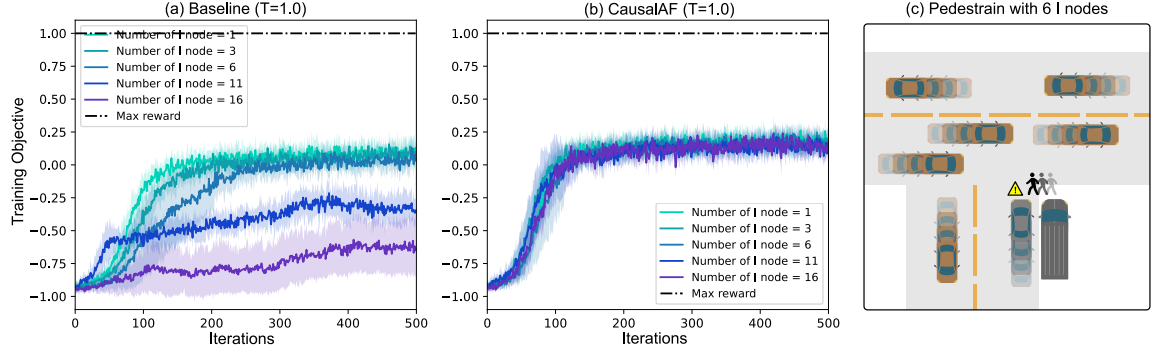 (a) Baseline (T=1.0)
Training Objective
1.00
0.75
0.50
0.25
0.00
−0.25
−0.50
−0.75
−1.00
Number of I node = 1
Number of I node = 3
Number of I node = 6
Number of I node = 11
Number of I node = 16
Max reward
0
100
200
300
400
500
Iterations
(b) CausalAF (T=1.0)
1.00
0.75
0.50
0.25
0.00
−0.25
−0.50
−0.75
−1.00
Number of I node = 1
Number of I node = 3
Number of I node = 6
Number of I node = 11
Number of I node = 16
Max reward
0
100
200
300
400
500
Iterations
(c) Pedestrain with 6 I nodes
!